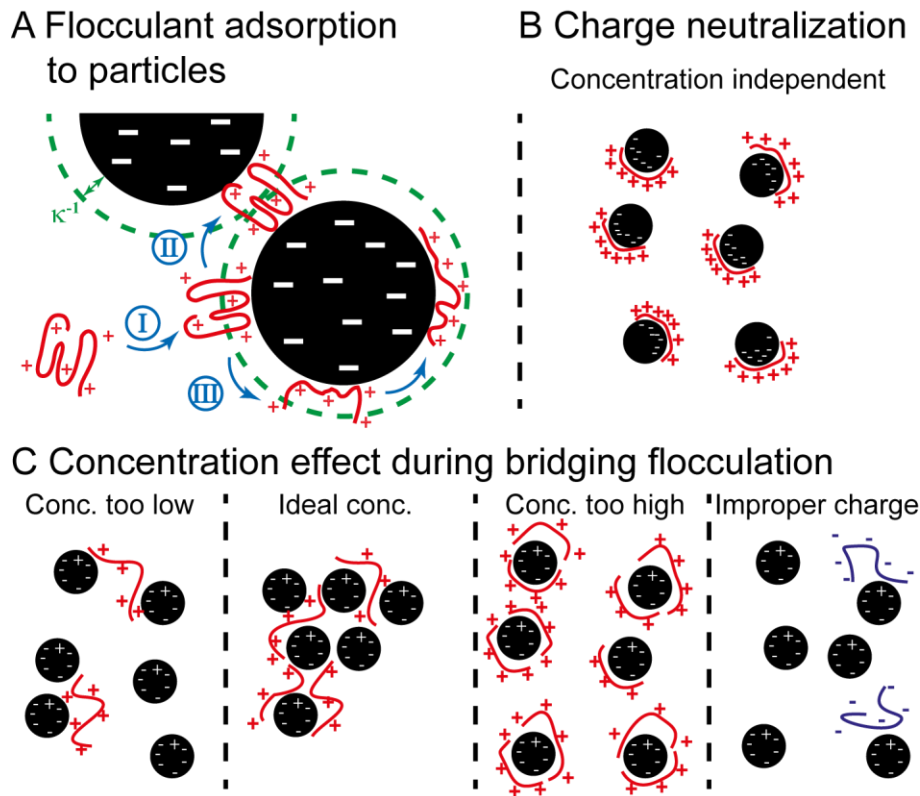 A Flocculant adsorption
to particles
B Charge neutralization
Concentration independent
κ⁻¹
II
I
III
C Concentration effect during bridging flocculation
Conc. too low
Ideal conc.
Conc. too high
Improper charge